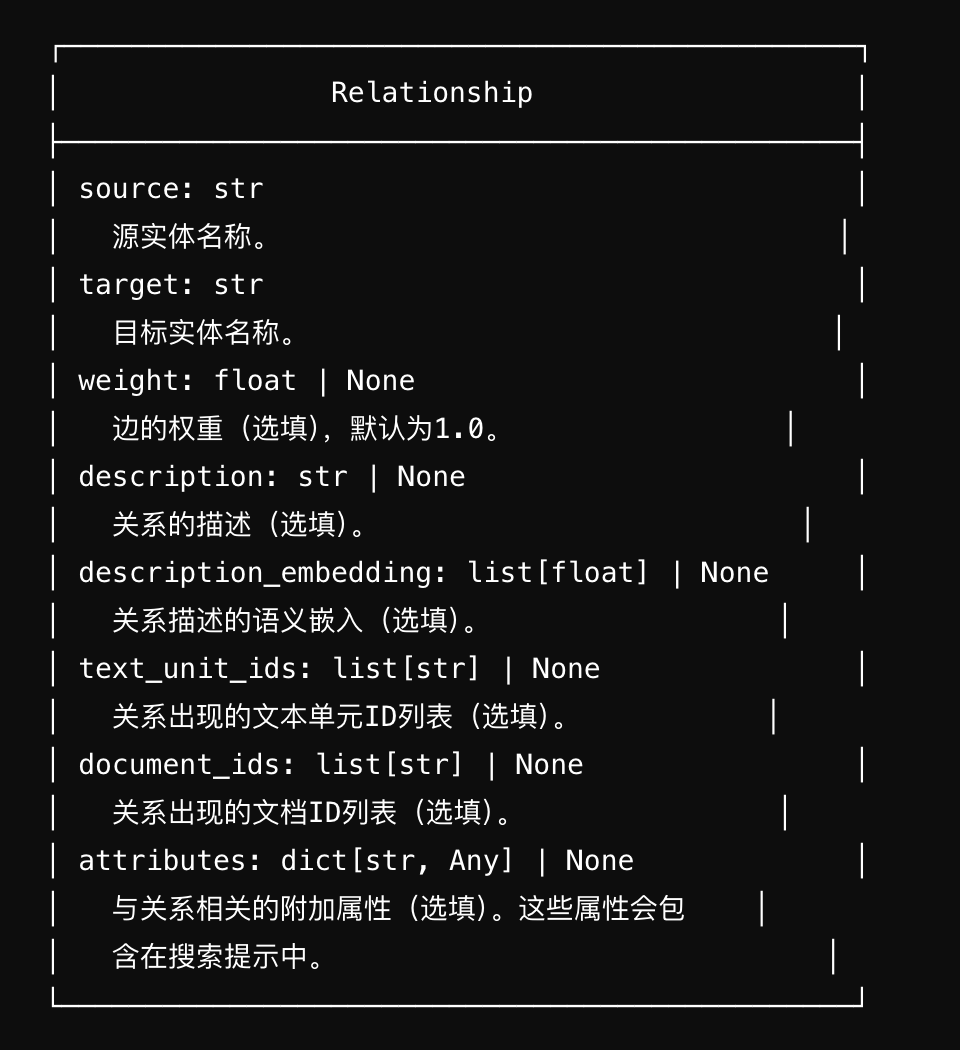 Relationship
source: str
源实体名称。
target: str
目标实体名称。
weight: float | None
边的权重（选填），默认为1.0。
description: str | None
关系的描述（选填）。
description_embedding: list[float] | None
关系描述的语义嵌入（选填）。
text_unit_ids: list[str] | None
关系出现的文本单元ID列表（选填）。
document_ids: list[str] | None
关系出现的文档ID列表（选填）。
attributes: dict[str, Any] | None
与关系相关的附加属性（选填）。这些属性会包
含在搜索提示中。